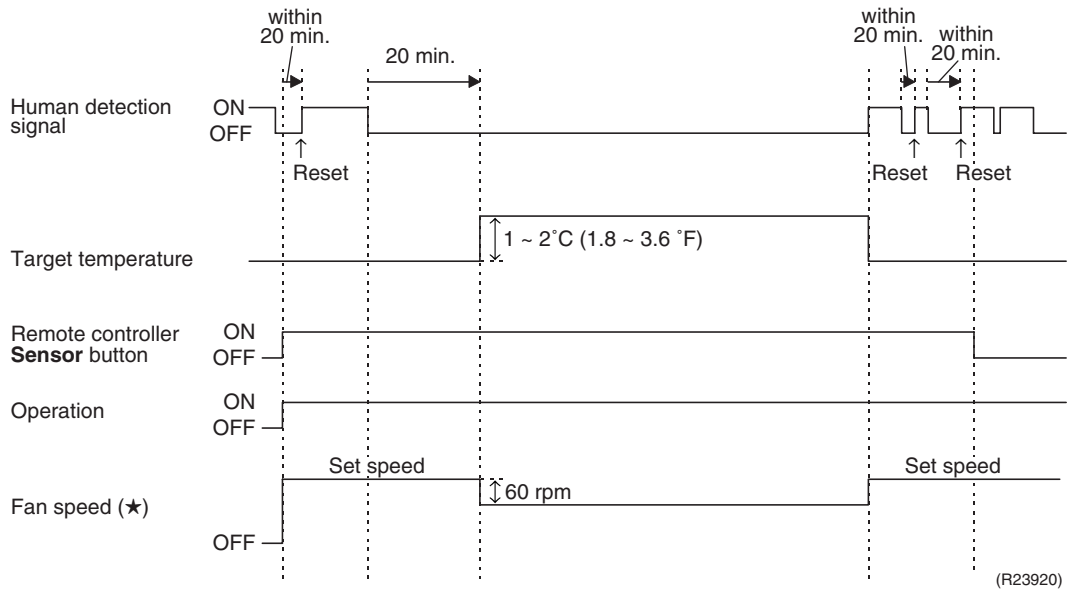 within
20 min.
20 min.
within
20 min.
within
20 min.
Human detection
signal
ON
OFF
Reset
Reset
Reset
1 ~ 2˚C (1.8 ~ 3.6 ˚F)
Target temperature
Remote controller
Sensor button
ON
OFF
Operation
ON
OFF
Set speed
Set speed
60 rpm
Fan speed (★)
OFF
(R23920)